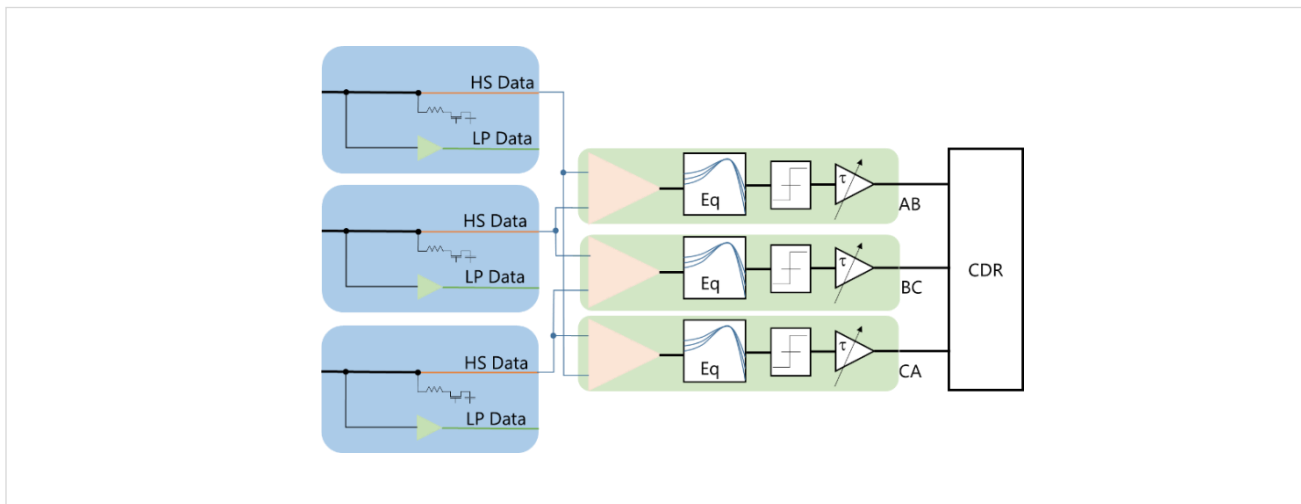 HS Data
LP Data
HS Data
LP Data
HS Data
LP Data
Eq
τ
AB
Eq
τ
BC
Eq
τ
CA
CDR